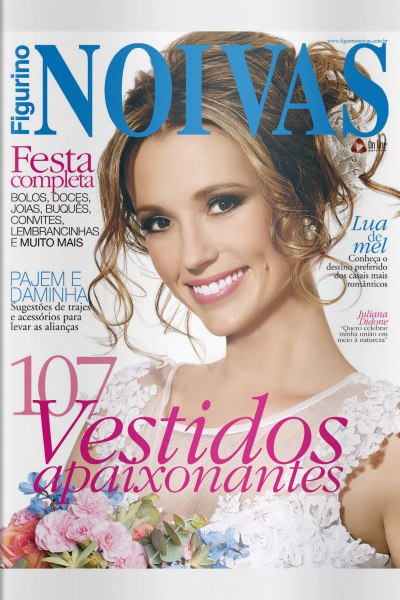 www.figurinonoivas.com.br
Figurino
NOIVAS
On line
Festa
completa
BOLOS, DOCES,
JOIAS, BUQUÊS,
CONVITES,
LEMBRANCINHAS
E MUITO MAIS
PAJEM E
DAMINHA
Sugestões de trajes
e acessórios para
levar as alianças
Lua
de
mel
Conheça o
destino preferido
dos casais mais
românticos
Juliana
Didone
"Quero celebrar
minha união em
meio à natureza"
107
Vestidos
apaixonantes